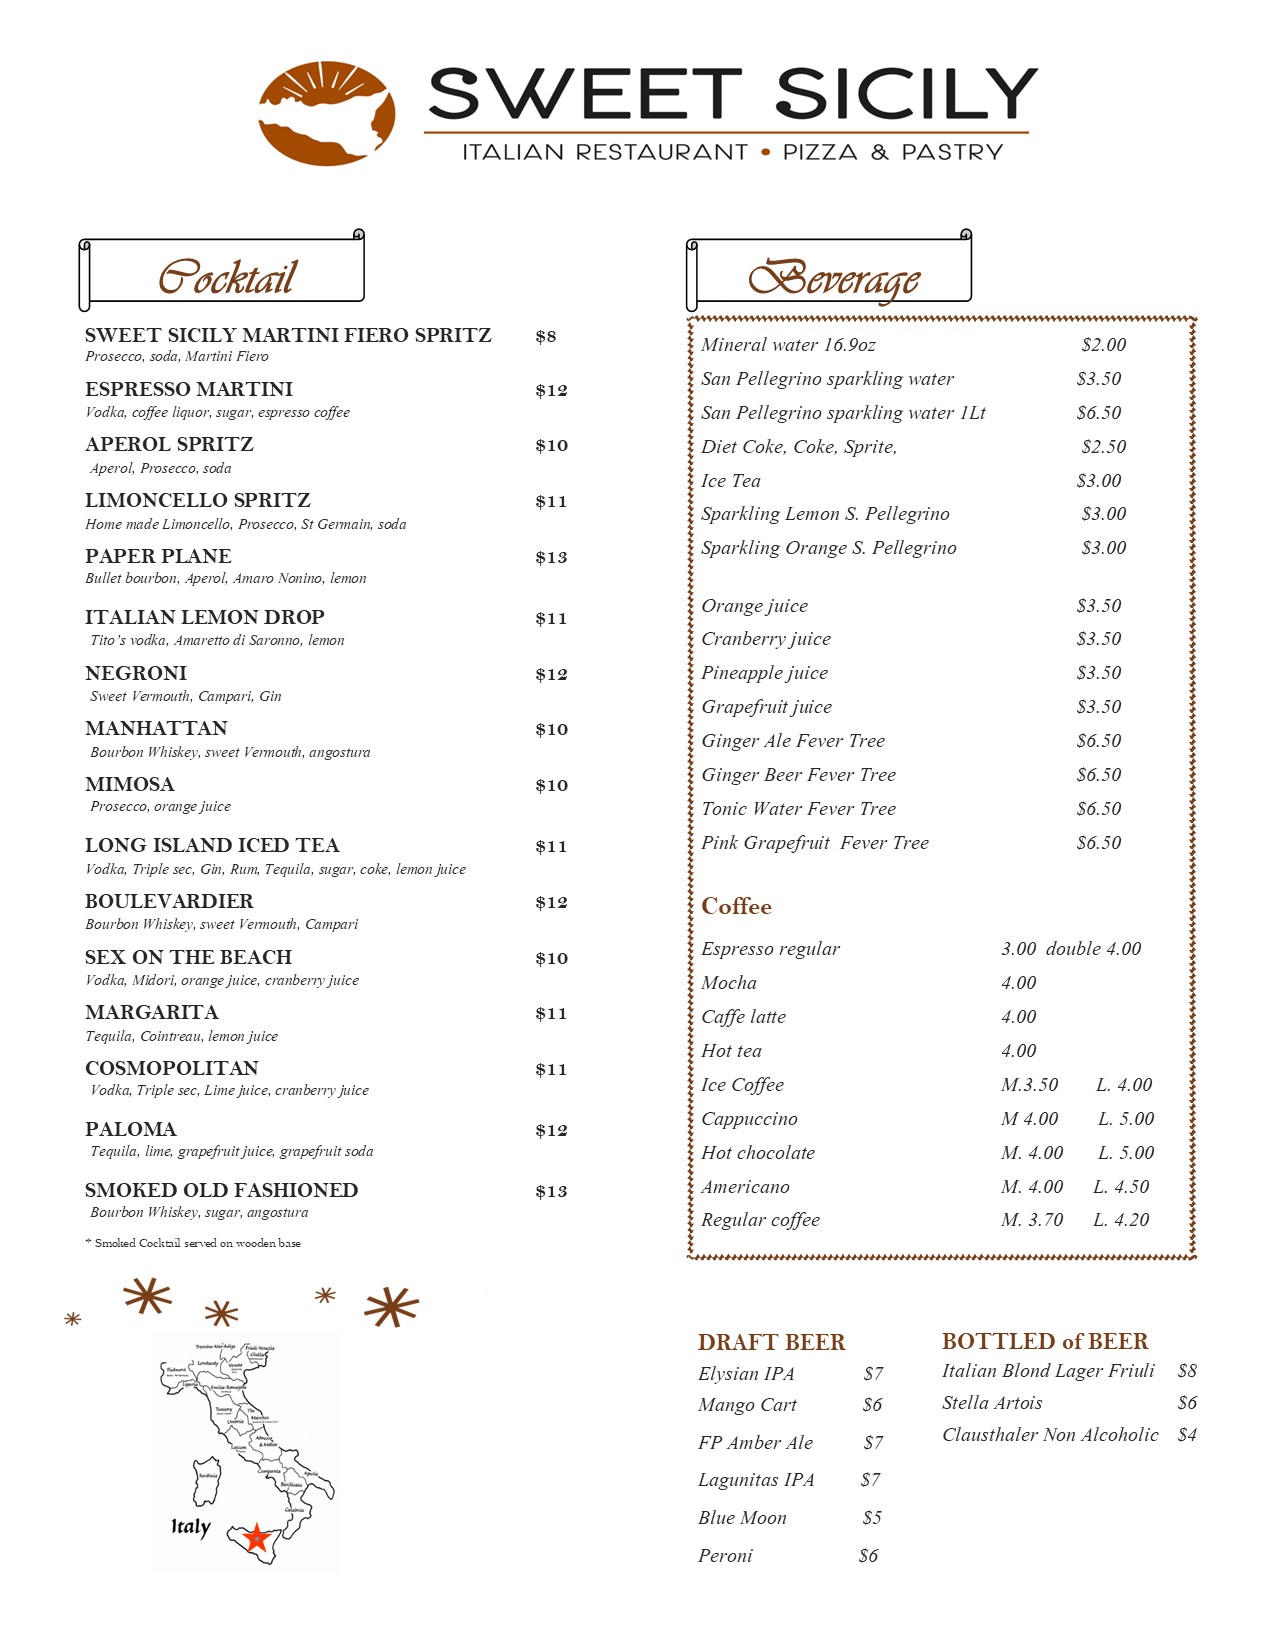 SWEET SICILY
ITALIAN RESTAURANT • PIZZA & PASTRY
Cocktail
SWEET SICILY MARTINI FIERO SPRITZ $8
Prosecco, soda, Martini Fiero
ESPRESSO MARTINI $12
Vodka, coffee liquor, sugar, espresso coffee
APEROL SPRITZ $10
Aperol, Prosecco, soda
LIMONCELLO SPRITZ $11
Home made Limoncello, Prosecco, St Germain, soda
PAPER PLANE $13
Bullet bourbon, Aperol, Amaro Nonino, lemon
ITALIAN LEMON DROP $11
Tito’s vodka, Amaretto di Saronno, lemon
NEGRONI $12
Sweet Vermouth, Campari, Gin
MANHATTAN $10
Bourbon Whiskey, sweet Vermouth, angostura
MIMOSA $10
Prosecco, orange juice
LONG ISLAND ICED TEA $11
Vodka, Triple sec, Gin, Rum, Tequila, sugar, coke, lemon juice
BOULEVARDIER $12
Bourbon Whiskey, sweet Vermouth, Campari
SEX ON THE BEACH $10
Vodka, Midori, orange juice, cranberry juice
MARGARITA $11
Tequila, Cointreau, lemon juice
COSMOPOLITAN $11
Vodka, Triple sec, Lime juice, cranberry juice
PALOMA $12
Tequila, lime, grapefruit juice, grapefruit soda
SMOKED OLD FASHIONED $13
Bourbon Whiskey, sugar, angostura
* Smoked Cocktail served on wooden base
Beverage
Mineral water 16.9oz $2.00
San Pellegrino sparkling water $3.50
San Pellegrino sparkling water 1Lt $6.50
Diet Coke, Coke, Sprite, $2.50
Ice Tea $3.00
Sparkling Lemon S. Pellegrino $3.00
Sparkling Orange S. Pellegrino $3.00
Orange juice $3.50
Cranberry juice $3.50
Pineapple juice $3.50
Grapefruit juice $3.50
Ginger Ale Fever Tree $6.50
Ginger Beer Fever Tree $6.50
Tonic Water Fever Tree $6.50
Pink Grapefruit Fever Tree $6.50
Coffee
Espresso regular 3.00 double 4.00
Mocha 4.00
Caffe latte 4.00
Hot tea 4.00
Ice Coffee M.3.50 L. 4.00
Cappuccino M 4.00 L. 5.00
Hot chocolate M. 4.00 L. 5.00
Americano M. 4.00 L. 4.50
Regular coffee M. 3.70 L. 4.20
DRAFT BEER
Elysian IPA $7
Mango Cart $6
FP Amber Ale $7
Lagunitas IPA $7
Blue Moon $5
Peroni $6
BOTTLED of BEER
Italian Blond Lager Friuli $8
Stella Artois $6
Clausthaler Non Alcoholic $4
Lombardy
Tuscany
Umbria
Latium
Campania
Apulia
Basilicata
Calabria
Sardinia
Italy